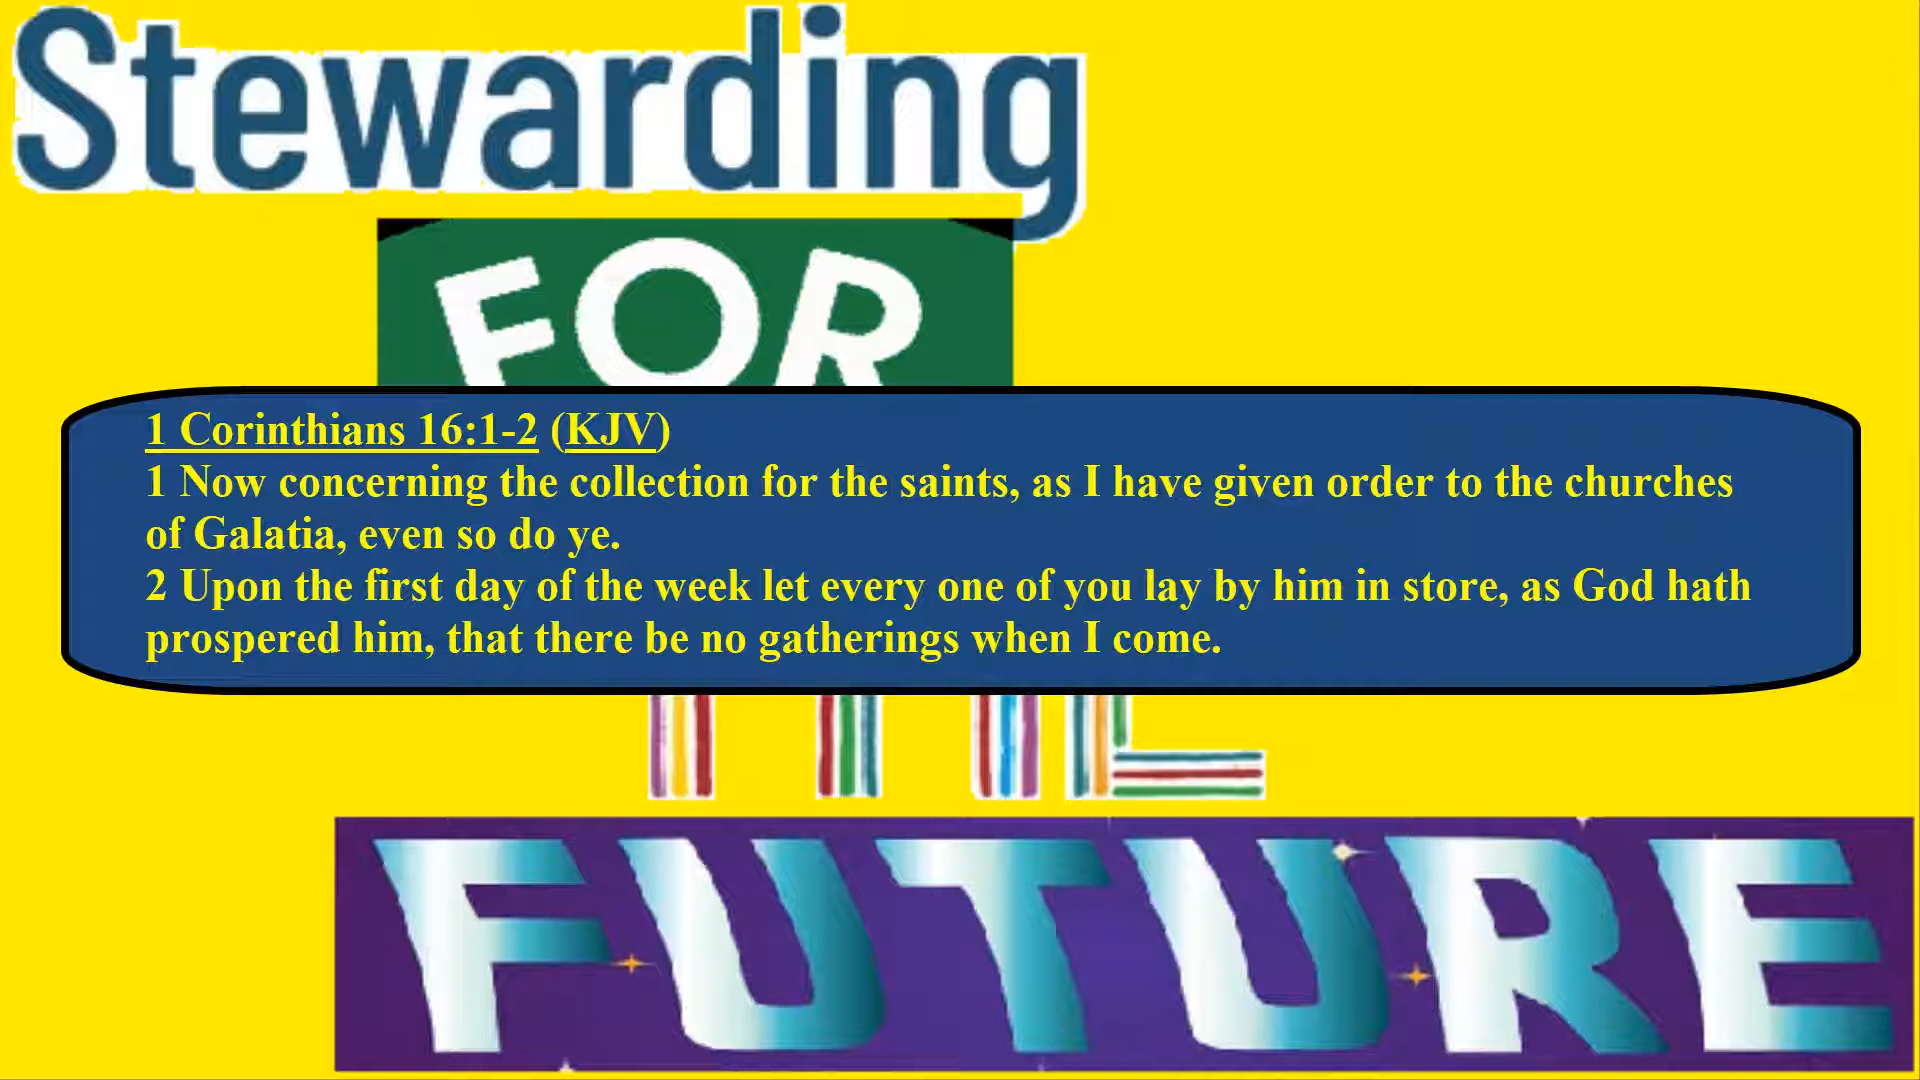 Stewarding
FOR
1 Corinthians 16:1-2 (KJV)
1 Now concerning the collection for the saints, as I have given order to the churches
of Galatia, even so do ye.
2 Upon the first day of the week let every one of you lay by him in store, as God hath
prospered him, that there be no gatherings when I come.
FUTURE